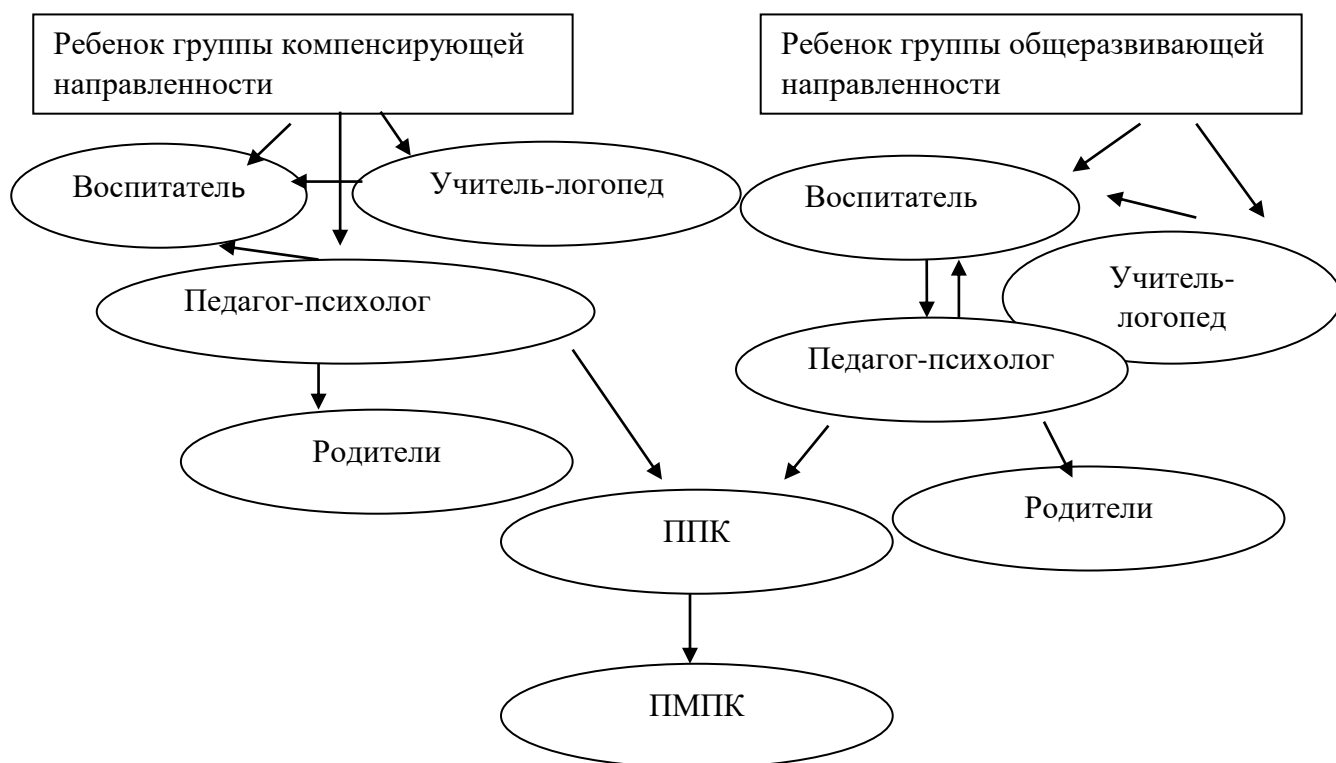 Ребенок группы компенсирующей
направленности
Ребенок группы общеразвивающей
направленности
Воспитатель
Учитель-логопед
Воспитатель
Учитель-
логопед
Педагог-психолог
Педагог-психолог
Родители
Родители
ППК
ПМПК